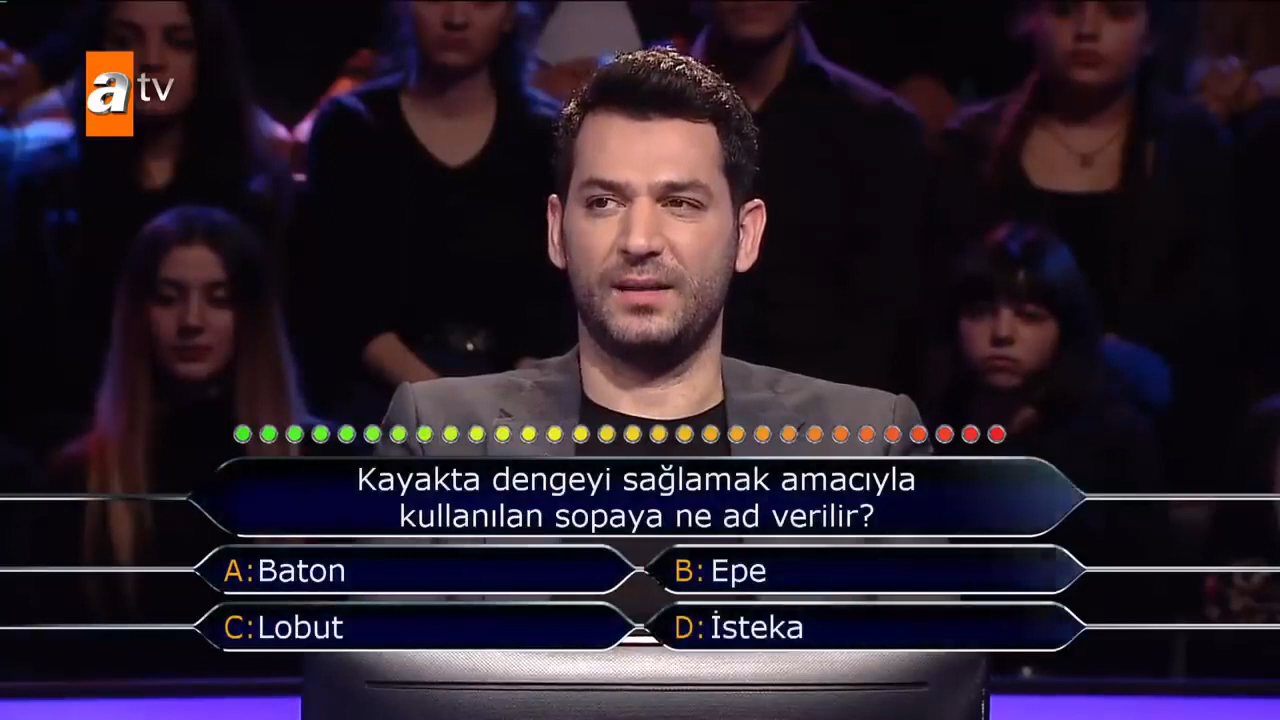 atv
Kayakta dengeyi sağlamak amacıyla
kullanılan sopaya ne ad verilir?
A: Baton
B: Epe
C: Lobut
D: İsteka